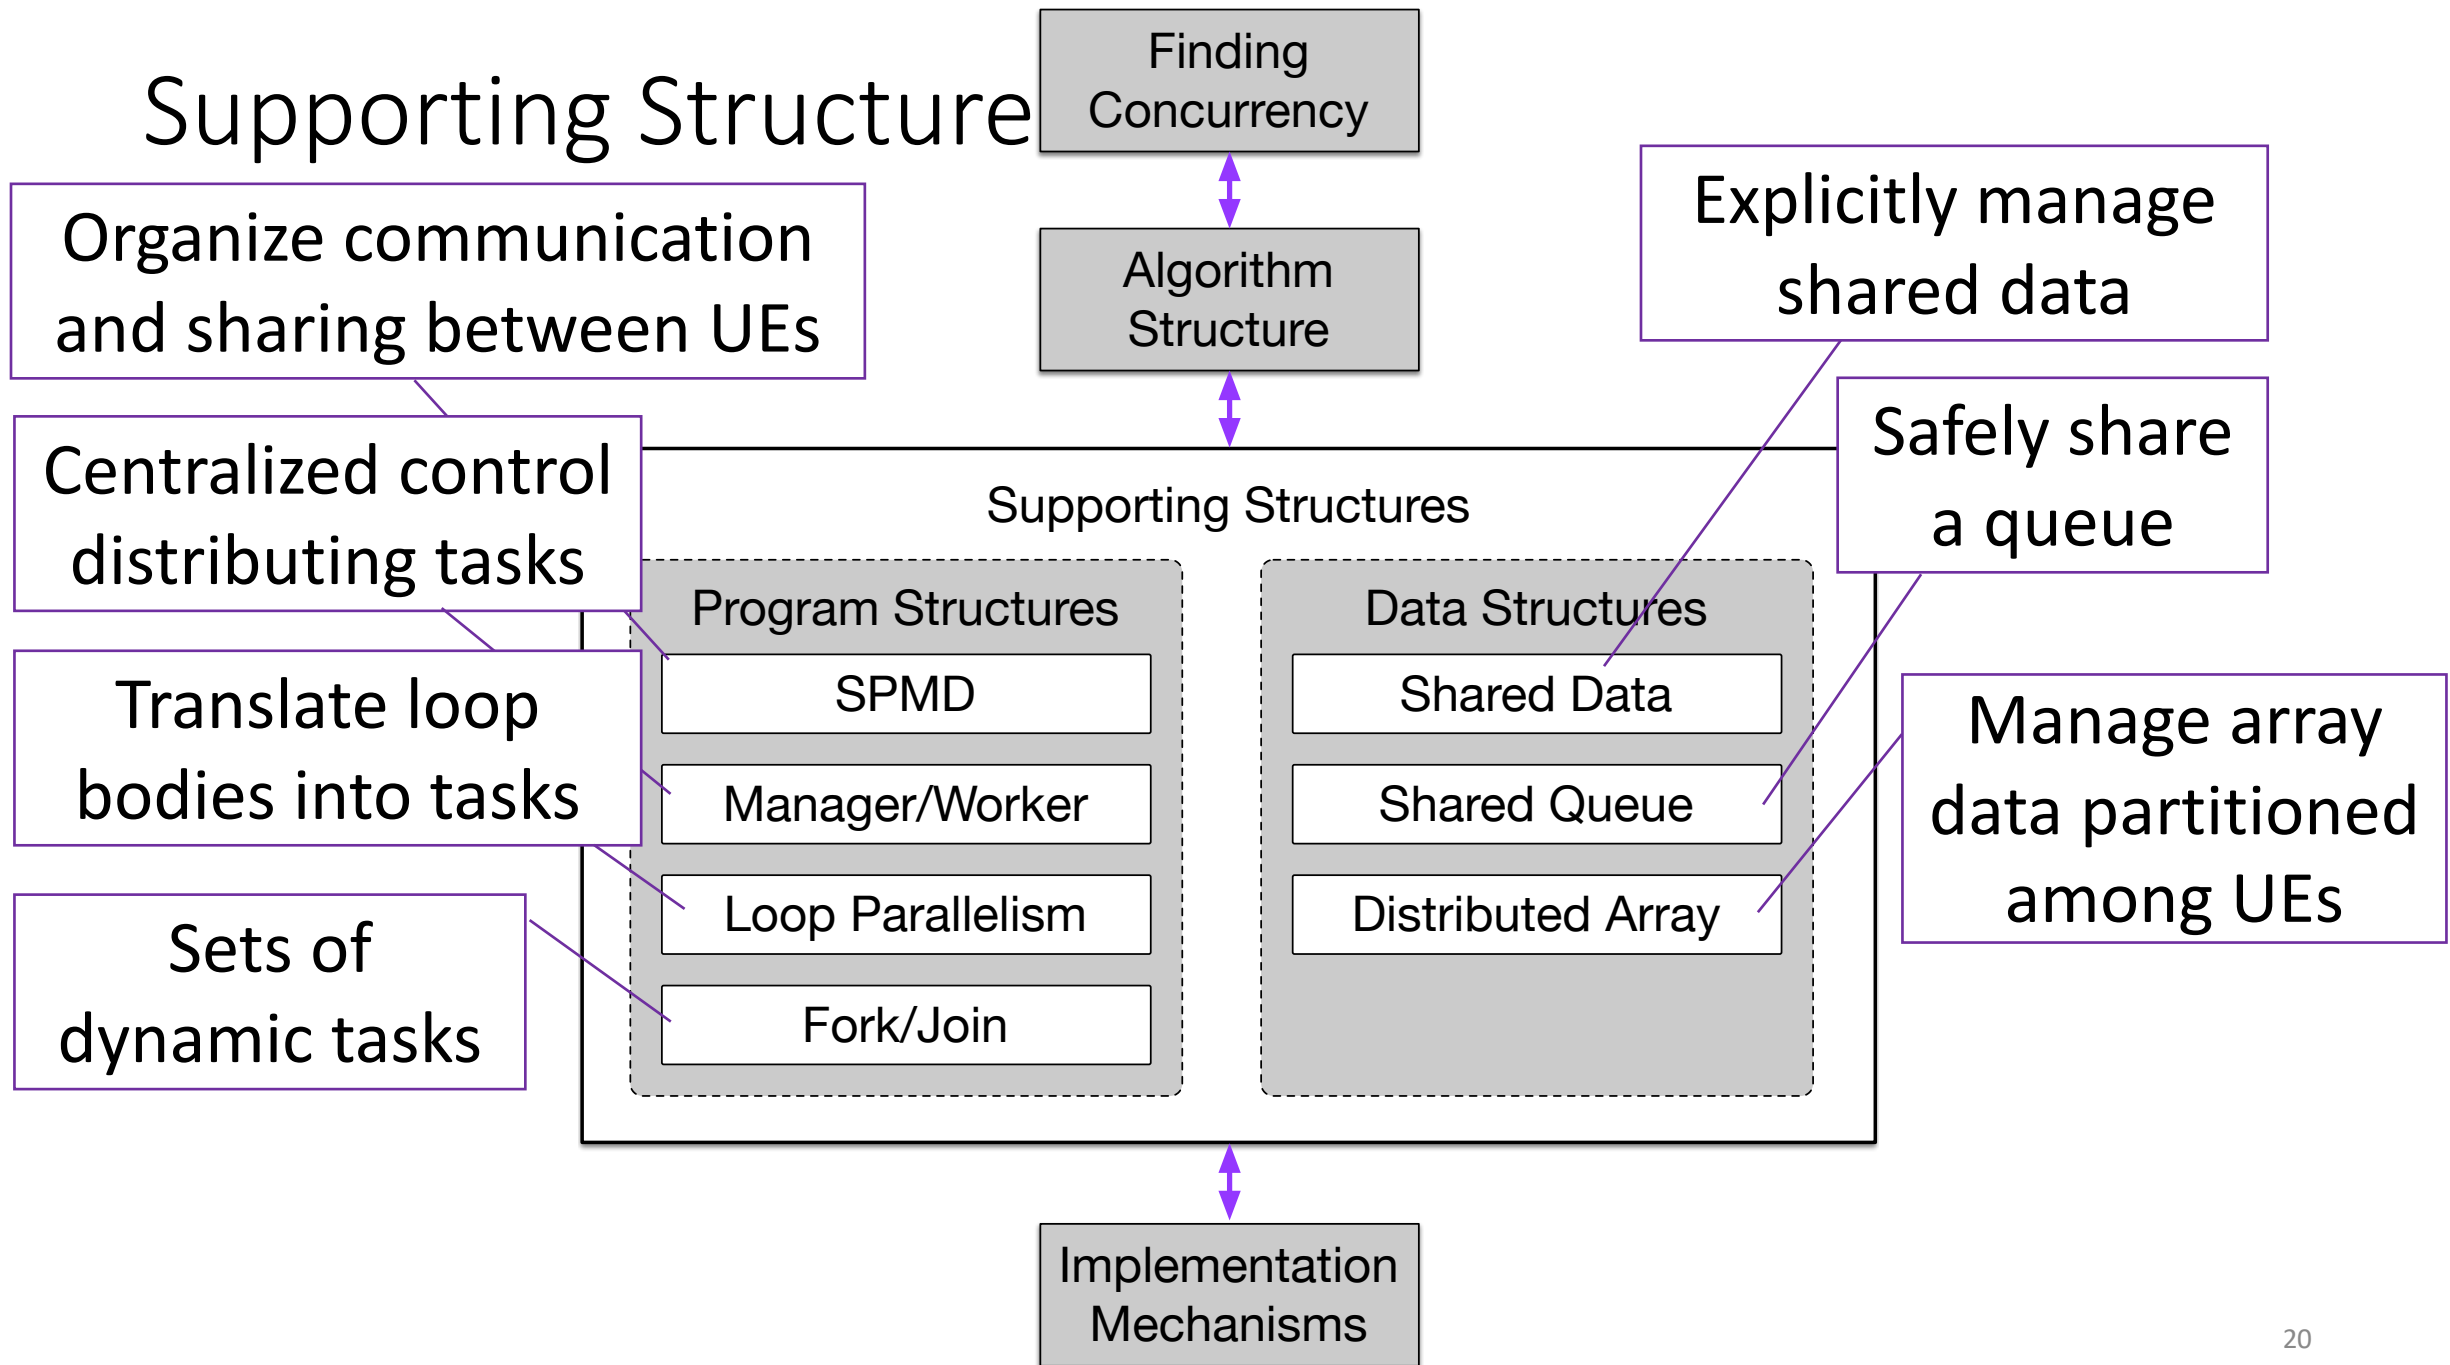 Supporting Structure
Finding
Concurrency
Algorithm
Structure
Organize communication
and sharing between UEs
Centralized control
distributing tasks
Translate loop
bodies into tasks
Sets of
dynamic tasks
Explicitly manage
shared data
Safely share
a queue
Manage array
data partitioned
among UEs
Supporting Structures
Program Structures
SPMD
Manager/Worker
Loop Parallelism
Fork/Join
Data Structures
Shared Data
Shared Queue
Distributed Array
Implementation
Mechanisms
20